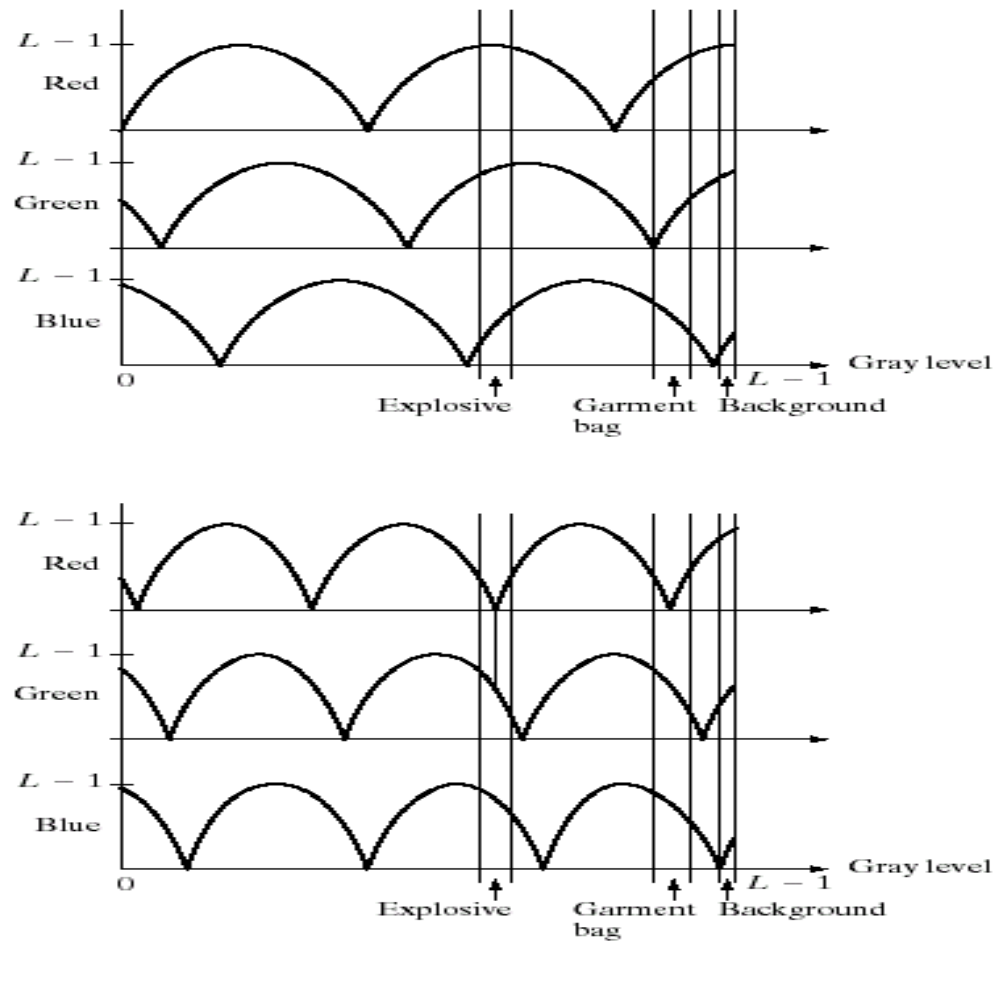 L − 1
Red
L − 1
Green
L − 1
Blue
Gray level
0
L − 1
Explosive
Garment bag
Background
L − 1
Red
L − 1
Green
L − 1
Blue
Gray level
0
L − 1
Explosive
Garment bag
Background